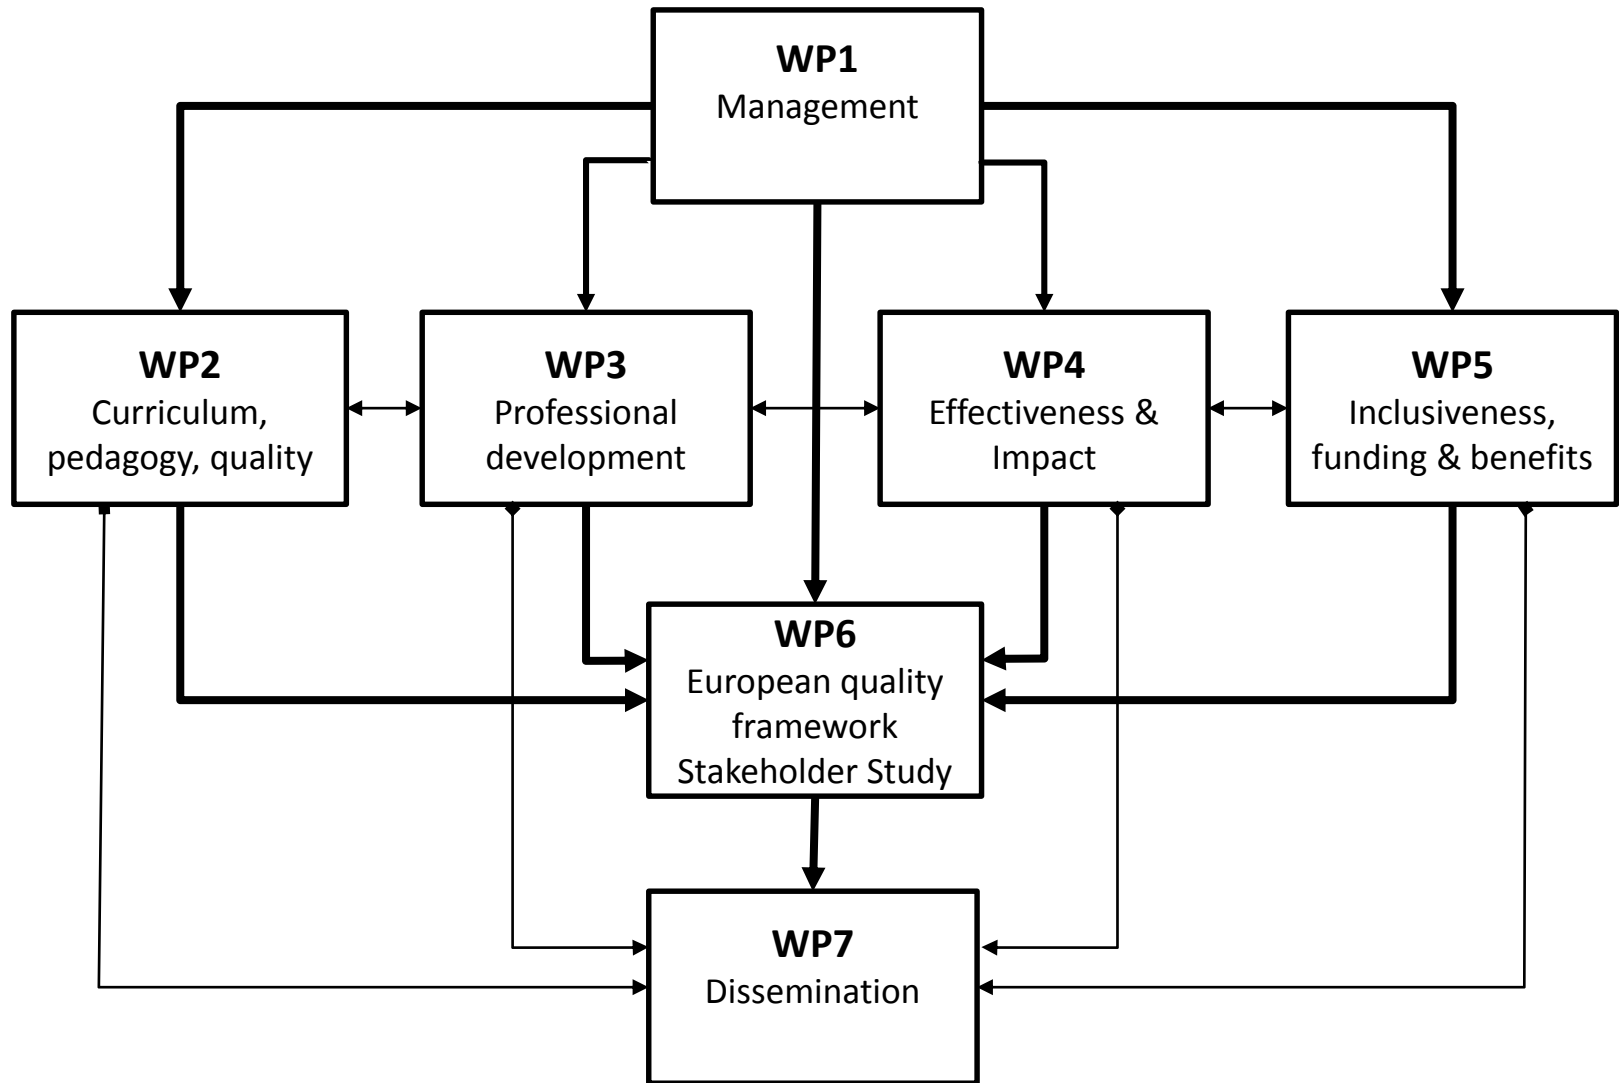 WP1
Management
WP2
Curriculum,
pedagogy, quality
WP3
Professional
development
WP4
Effectiveness &
Impact
WP5
Inclusiveness,
funding & benefits
WP6
European quality
framework
Stakeholder Study
WP7
Dissemination